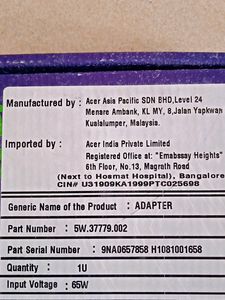 Manufactured by : Acer Asia Pacific SDN BHD,Level 24
Menare Ambank, KL MY, 8,Jalan Yapkwan
Kualalumper, Malaysia.
Imported by : Acer India Private Limited
Registered Office at: "Emabssay Heights"
6th Floor, No.13, Magrath Road
(Next to Hosmat Hospital), Bangalore
CIN# U31909KA1999PTC025698
Generic Name of the Product : ADAPTER
Part Number : 5W.37779.002
Part Serial Number : 9NA0657858 H1081001658
Quantity : 1U
Input Voltage : 65W